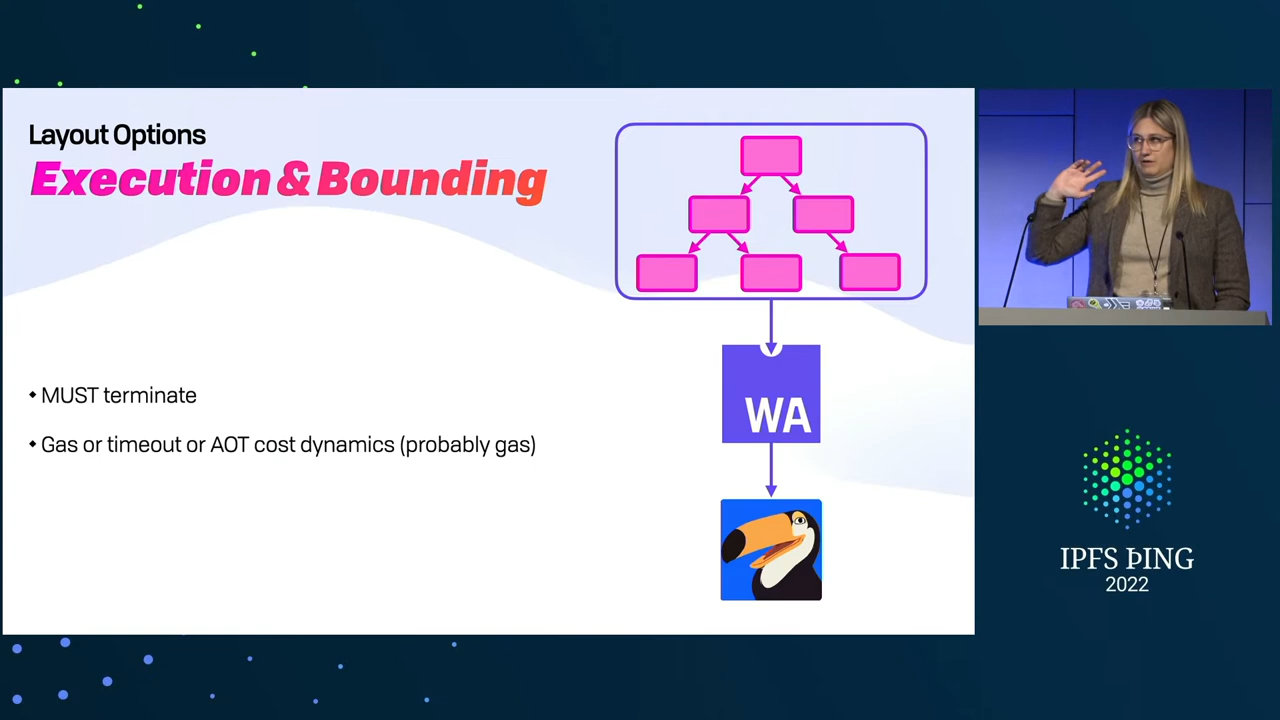 Layout Options
Execution & Bounding
• MUST terminate
• Gas or timeout or AOT cost dynamics (probably gas)
WA
IPFS ÞING
2022